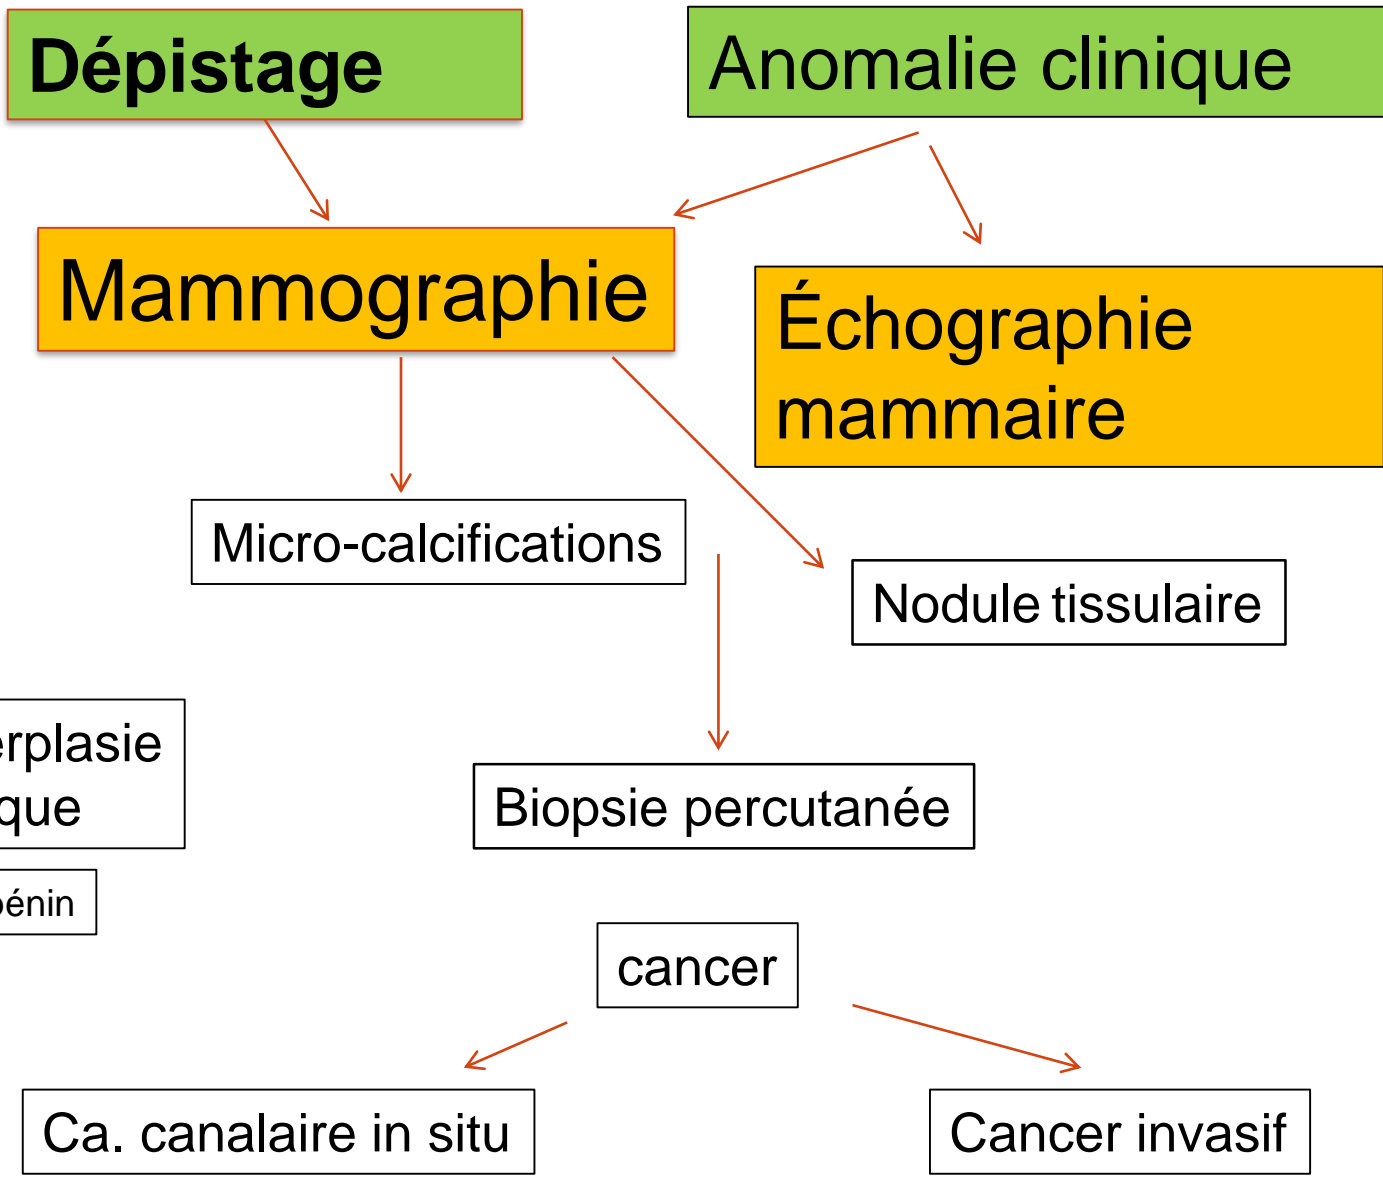 Dépistage
Anomalie clinique
Mammographie
Échographie
mammaire
Micro-calcifications
Nodule tissulaire
erplasie
que
Biopsie percutanée
bénin
cancer
Ca. canalaire in situ
Cancer invasif